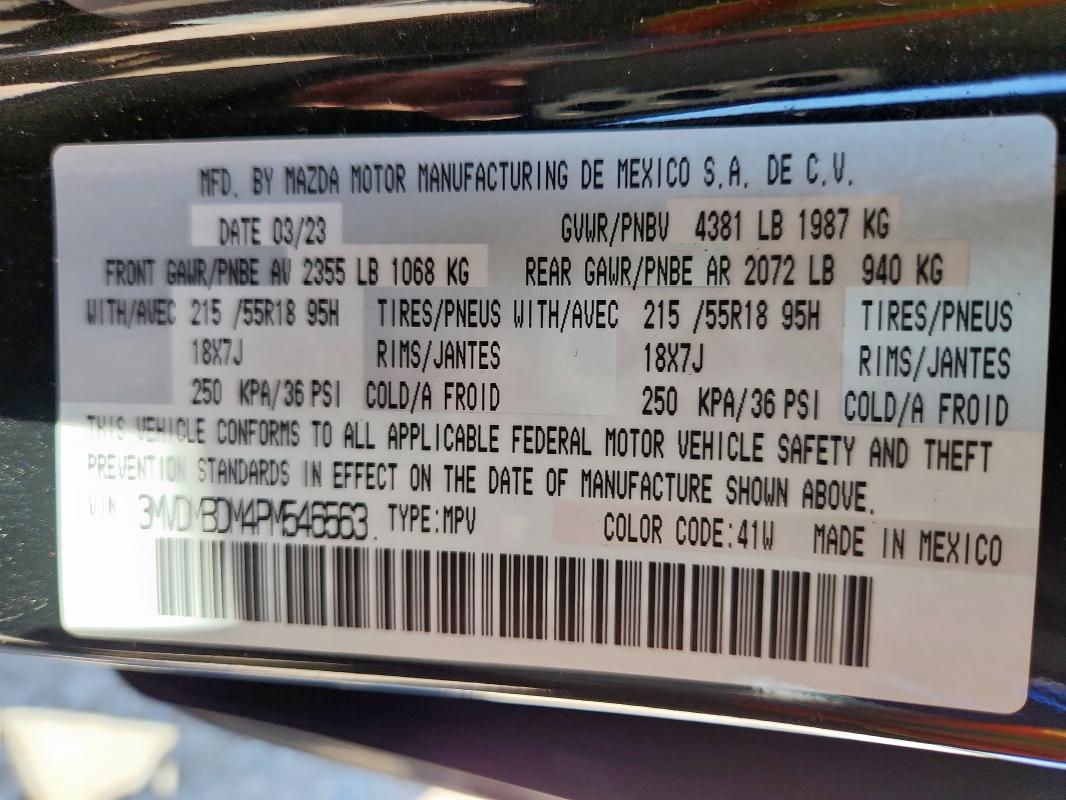 MFD. BY MAZDA MOTOR MANUFACTURING DE MEXICO S.A. DE C.V.
DATE 03/23 GVWR/PNBV 4381 LB 1987 KG
FRONT GAWR/PNBE AV 2355 LB 1068 KG REAR GAWR/PNBE AR 2072 LB 940 KG
WITH/AVEC 215 /55R18 95H TIRES/PNEUS WITH/AVEC 215 /55R18 95H TIRES/PNEUS
18X7J RIMS/JANTES 18X7J RIMS/JANTES
250 KPA/36 PSI COLD/A FROID 250 KPA/36 PSI COLD/A FROID
THIS VEHICLE CONFORMS TO ALL APPLICABLE FEDERAL MOTOR VEHICLE SAFETY AND THEFT
PREVENTION STANDARDS IN EFFECT ON THE DATE OF MANUFACTURE SHOWN ABOVE.
VIN 3MVDMBDM4PM546563. TYPE:MPV COLOR CODE:41W MADE IN MEXICO